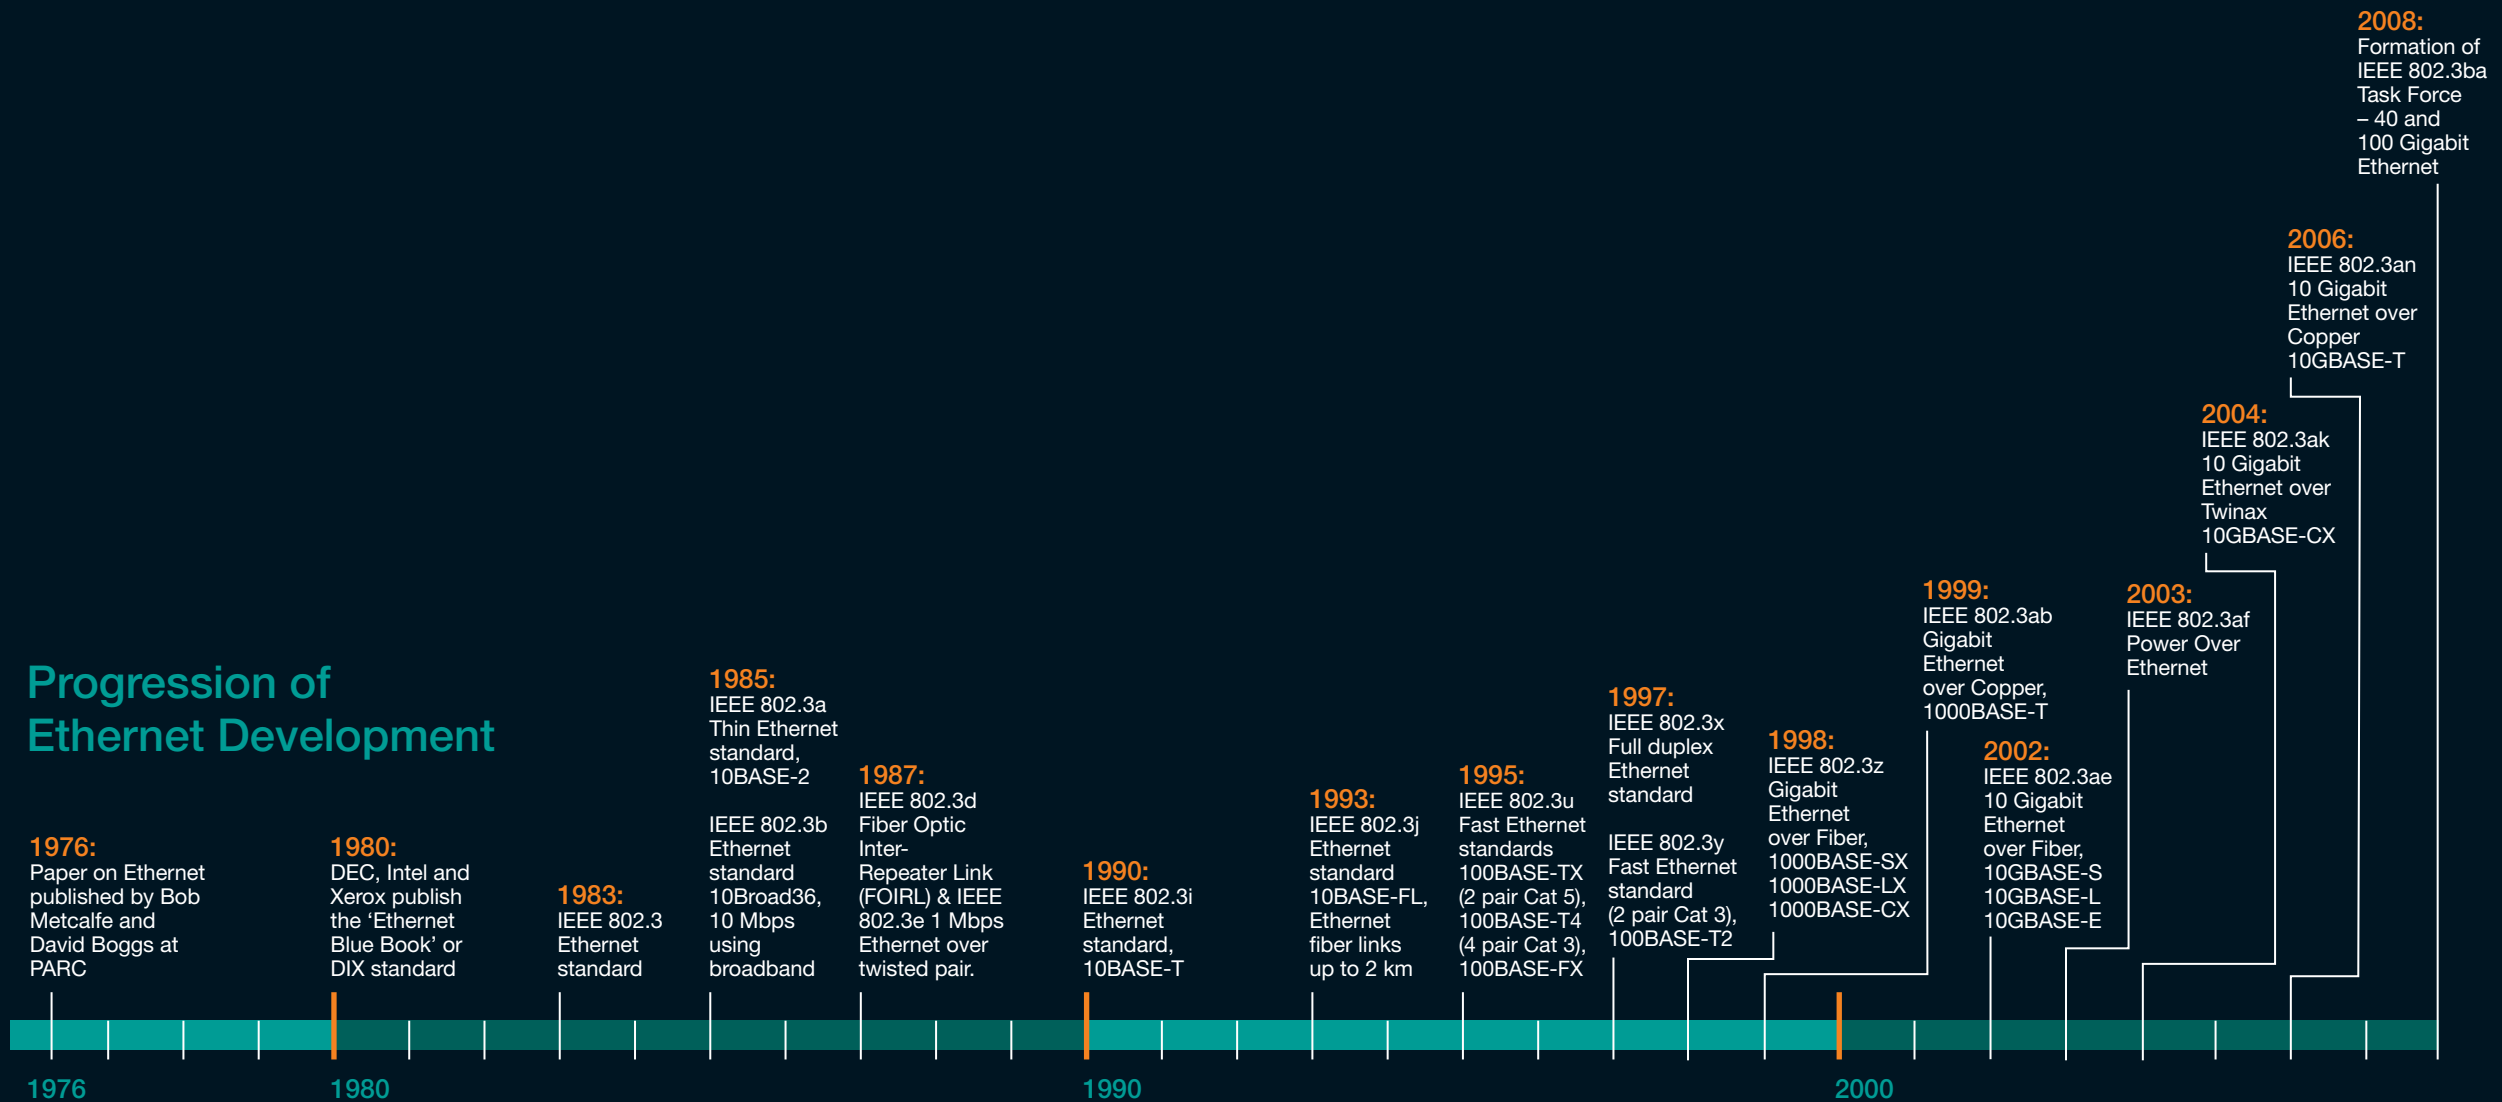 Progression of
Ethernet Development
1976:
Paper on Ethernet
published by Bob
Metcalfe and
David Boggs at
PARC
1980:
DEC, Intel and
Xerox publish
the ‘Ethernet
Blue Book’ or
DIX standard
1983:
IEEE 802.3
Ethernet
standard
1985:
IEEE 802.3a
Thin Ethernet
standard,
10BASE-2
IEEE 802.3b
Ethernet
standard
10Broad36,
10 Mbps
using
broadband
1987:
IEEE 802.3d
Fiber Optic
Inter-
Repeater Link
(FOIRL) & IEEE
802.3e 1 Mbps
Ethernet over
twisted pair.
1990:
IEEE 802.3i
Ethernet
standard,
10BASE-T
1993:
IEEE 802.3j
Ethernet
standard
10BASE-FL,
Ethernet
fiber links
up to 2 km
1995:
IEEE 802.3u
Fast Ethernet
standards
100BASE-TX
(2 pair Cat 5),
100BASE-T4
(4 pair Cat 3),
100BASE-FX
1997:
IEEE 802.3x
Full duplex
Ethernet
standard
IEEE 802.3y
Fast Ethernet
standard
(2 pair Cat 3),
100BASE-T2
1998:
IEEE 802.3z
Gigabit
Ethernet
over Fiber,
1000BASE-SX
1000BASE-LX
1000BASE-CX
1999:
IEEE 802.3ab
Gigabit
Ethernet
over Copper,
1000BASE-T
2002:
IEEE 802.3ae
10 Gigabit
Ethernet
over Fiber,
10GBASE-S
10GBASE-L
10GBASE-E
2003:
IEEE 802.3af
Power Over
Ethernet
2004:
IEEE 802.3ak
10 Gigabit
Ethernet over
Twinax
10GBASE-CX
2006:
IEEE 802.3an
10 Gigabit
Ethernet over
Copper
10GBASE-T
2008:
Formation of
IEEE 802.3ba
Task Force
– 40 and
100 Gigabit
Ethernet
1976
1980
1990
2000